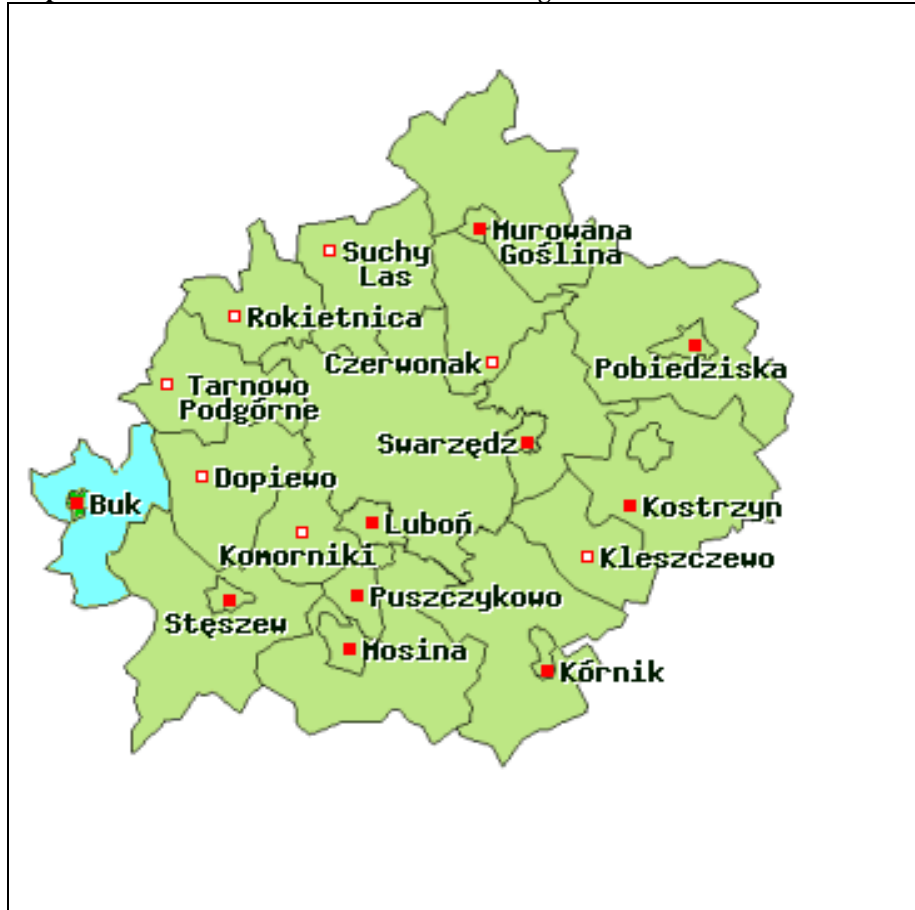 Murowana
Goślina
Suchy
Las
Rokietnica
Czerwonak
Pobiedziska
Tarnowo
Podgórne
Swarzędz
Dopiewo
Buk
Kostrzyn
Luboń
Komorniki
Kleszczewo
Puszczykowo
Stęszew
Mosina
Kórnik